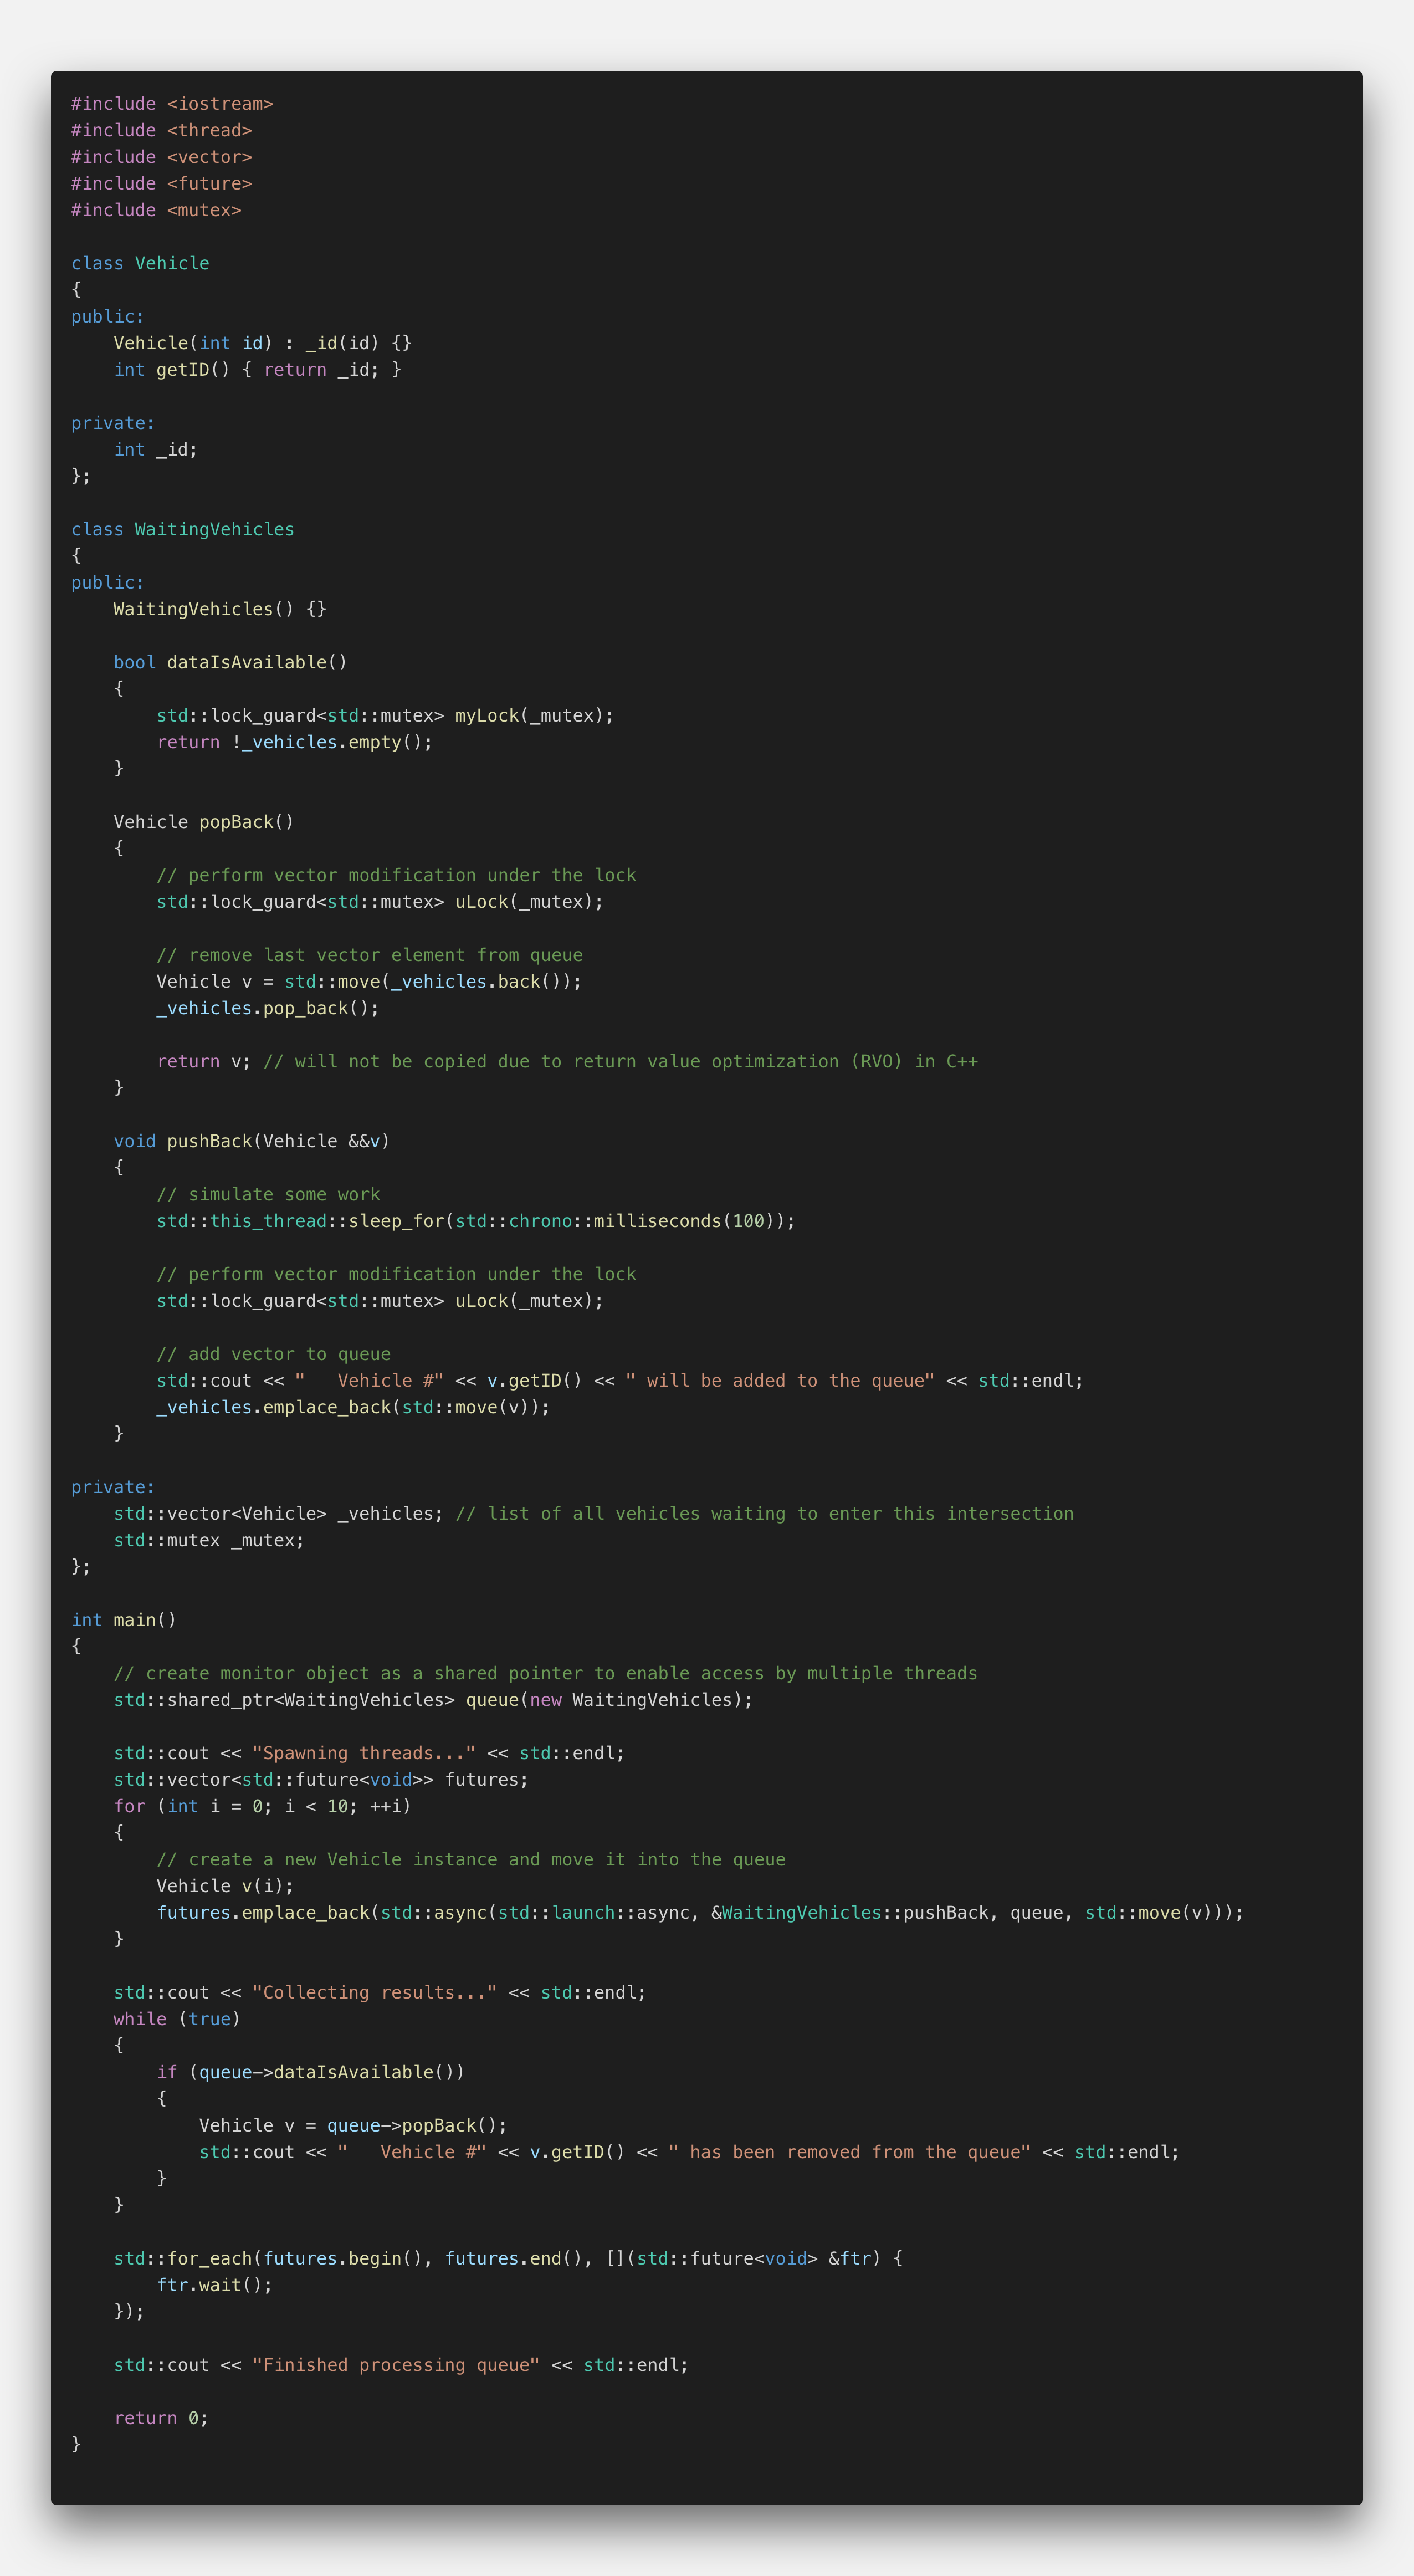 #include <iostream>
#include <thread>
#include <vector>
#include <future>
#include <mutex>

class Vehicle
{
public:
    Vehicle(int id) : _id(id) {}
    int getID() { return _id; }

private:
    int _id;
};

class WaitingVehicles
{
public:
    WaitingVehicles() {}

    bool dataIsAvailable()
    {
        std::lock_guard<std::mutex> myLock(_mutex);
        return !_vehicles.empty();
    }

    Vehicle popBack()
    {
        // perform vector modification under the lock
        std::lock_guard<std::mutex> uLock(_mutex);

        // remove last vector element from queue
        Vehicle v = std::move(_vehicles.back());
        _vehicles.pop_back();

        return v; // will not be copied due to return value optimization (RVO) in C++
    }

    void pushBack(Vehicle &&v)
    {
        // simulate some work
        std::this_thread::sleep_for(std::chrono::milliseconds(100));

        // perform vector modification under the lock
        std::lock_guard<std::mutex> uLock(_mutex);

        // add vector to queue
        std::cout << "   Vehicle #" << v.getID() << " will be added to the queue" << std::endl;
        _vehicles.emplace_back(std::move(v));
    }

private:
    std::vector<Vehicle> _vehicles; // list of all vehicles waiting to enter this intersection
    std::mutex _mutex;
};

int main()
{
    // create monitor object as a shared pointer to enable access by multiple threads
    std::shared_ptr<WaitingVehicles> queue(new WaitingVehicles);

    std::cout << "Spawning threads..." << std::endl;
    std::vector<std::future<void>> futures;
    for (int i = 0; i < 10; ++i)
    {
        // create a new Vehicle instance and move it into the queue
        Vehicle v(i);
        futures.emplace_back(std::async(std::launch::async, &WaitingVehicles::pushBack, queue, std::move(v)));
    }

    std::cout << "Collecting results..." << std::endl;
    while (true)
    {
        if (queue->dataIsAvailable())
        {
            Vehicle v = queue->popBack();
            std::cout << "   Vehicle #" << v.getID() << " has been removed from the queue" << std::endl;
        }
    }

    std::for_each(futures.begin(), futures.end(), [](std::future<void> &ftr) {
        ftr.wait();
    });

    std::cout << "Finished processing queue" << std::endl;

    return 0;
}